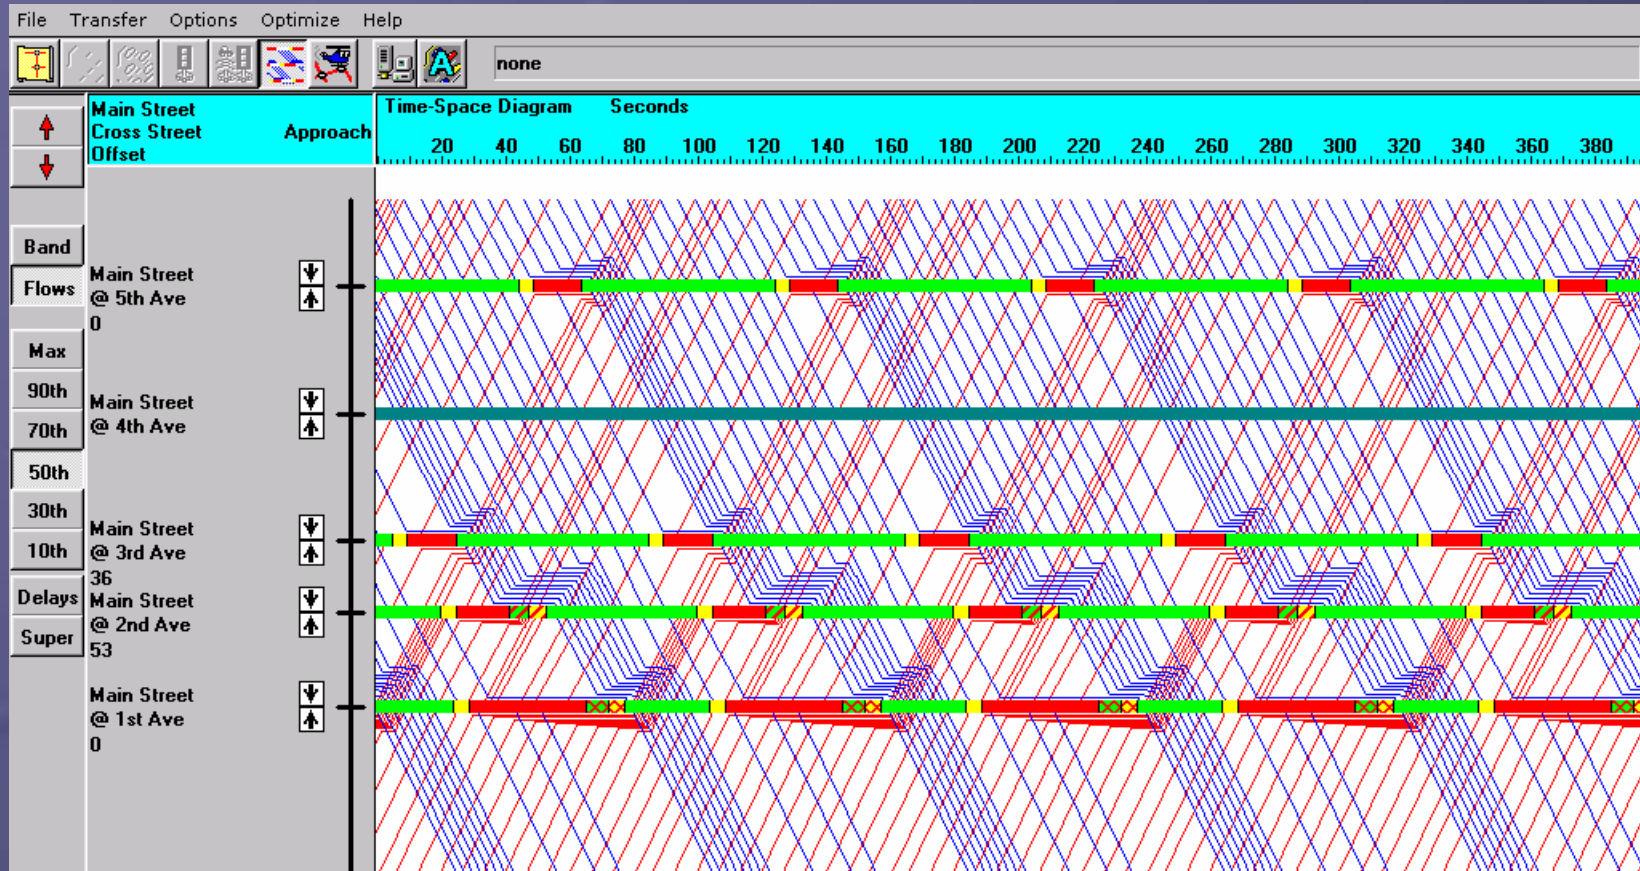 File Transfer Options Optimize Help
none
Main Street
Cross Street Approach
Offset
Time-Space Diagram Seconds
20 40 60 80 100 120 140 160 180 200 220 240 260 280 300 320 340 360 380
Band
Flows
Max
90th
70th
50th
30th
10th
Delays
Super
Main Street
@ 5th Ave
0
Main Street
@ 4th Ave
Main Street
@ 3rd Ave
36
Main Street
@ 2nd Ave
53
Main Street
@ 1st Ave
0